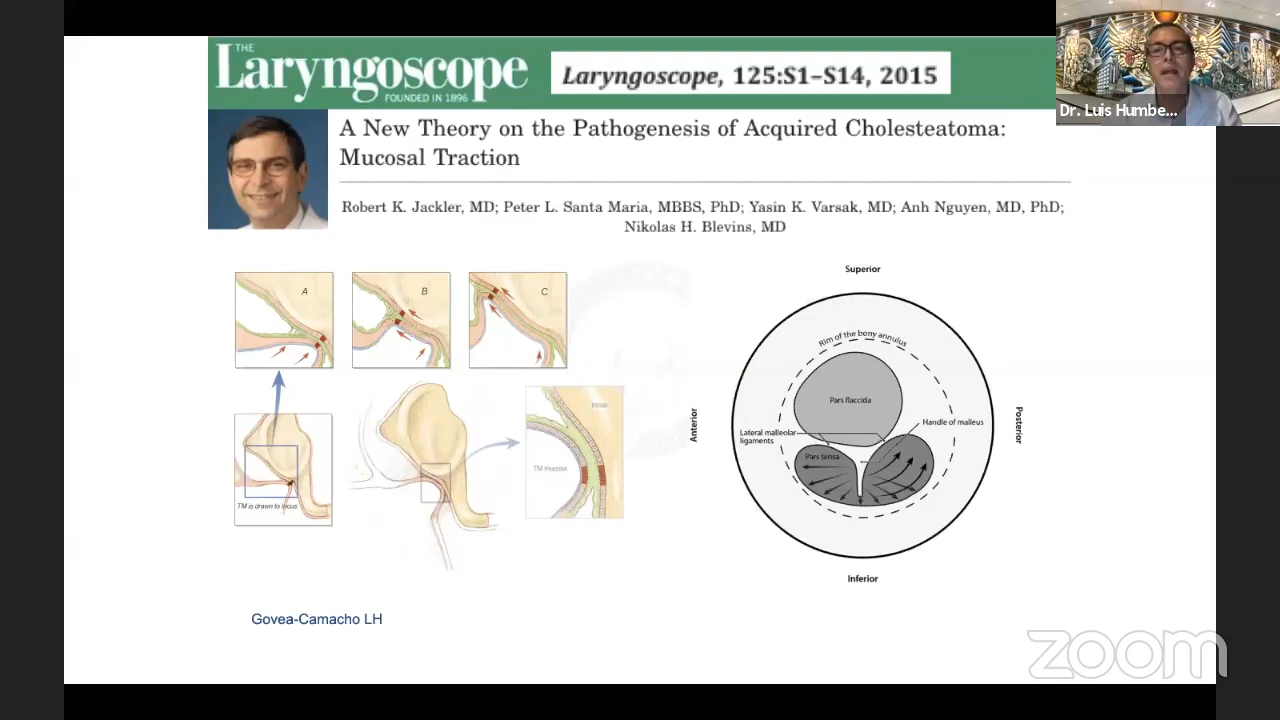 THE
Laryngoscope
FOUNDED IN 1896
Laryngoscope, 125:S1–S14, 2015
Dr. Luis Humbe...
A New Theory on the Pathogenesis of Acquired Cholesteatoma:
Mucosal Traction
Robert K. Jackler, MD; Peter L. Santa Maria, MBBS, PhD; Yasin K. Varsak, MD; Anh Nguyen, MD, PhD;
Nikolas H. Blevins, MD
A
B
C
TM is drawn to Incus
Incus
TM mucosa
Superior
Rim of the bony annulus
Pars flaccida
Anterior
Posterior
Handle of malleus
Lateral malleolar
ligaments
Pars tensa
Inferior
Govea-Camacho LH
zoom